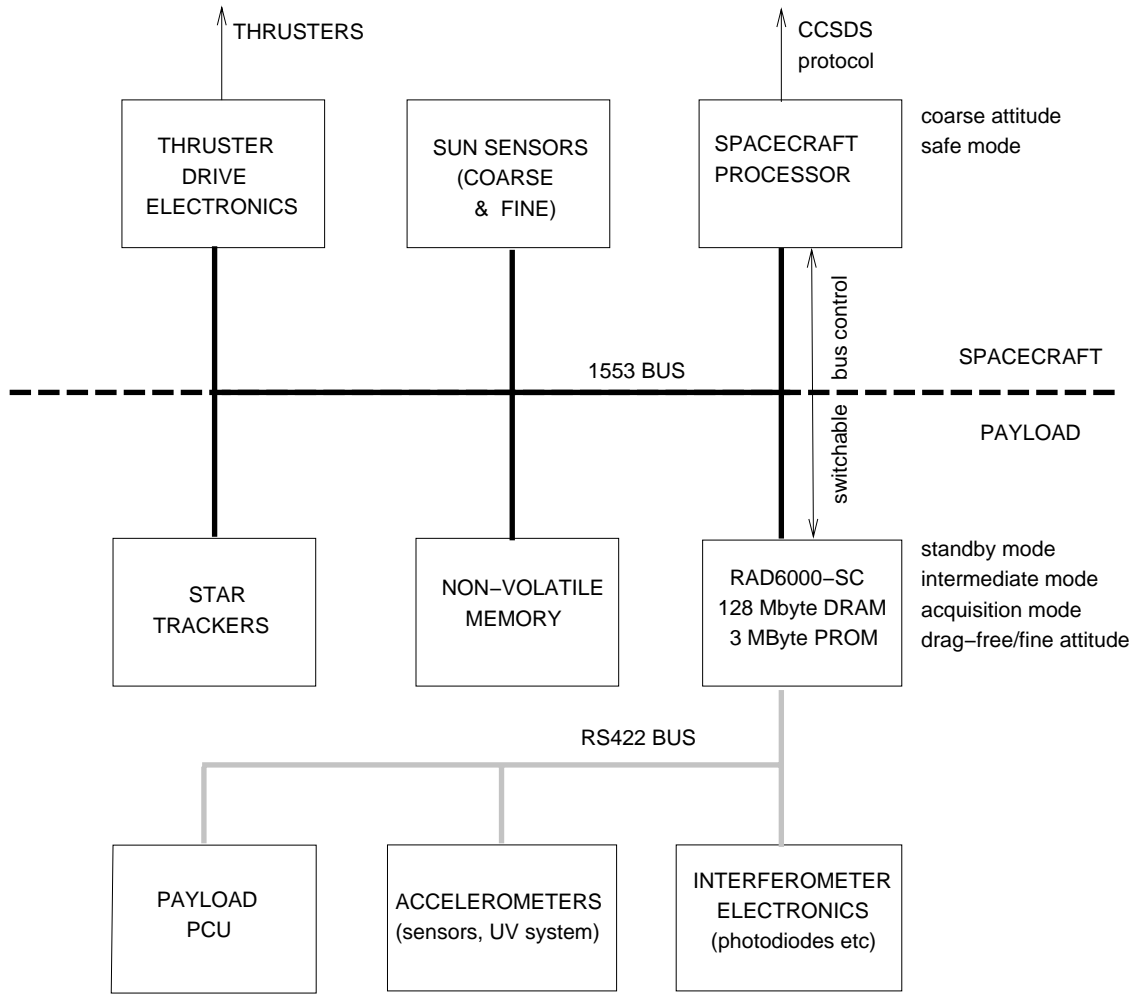 THRUSTERS
CCSDS
protocol
THRUSTER
DRIVE
ELECTRONICS
SUN SENSORS
(COARSE
& FINE)
SPACECRAFT
PROCESSOR
coarse attitude
safe mode
switchable bus control
1553 BUS
SPACECRAFT
PAYLOAD
STAR
TRACKERS
NON−VOLATILE
MEMORY
RAD6000−SC
128 Mbyte DRAM
3 MByte PROM
standby mode
intermediate mode
acquisition mode
drag−free/fine attitude
RS422 BUS
PAYLOAD
PCU
ACCELEROMETERS
(sensors, UV system)
INTERFEROMETER
ELECTRONICS
(photodiodes etc)